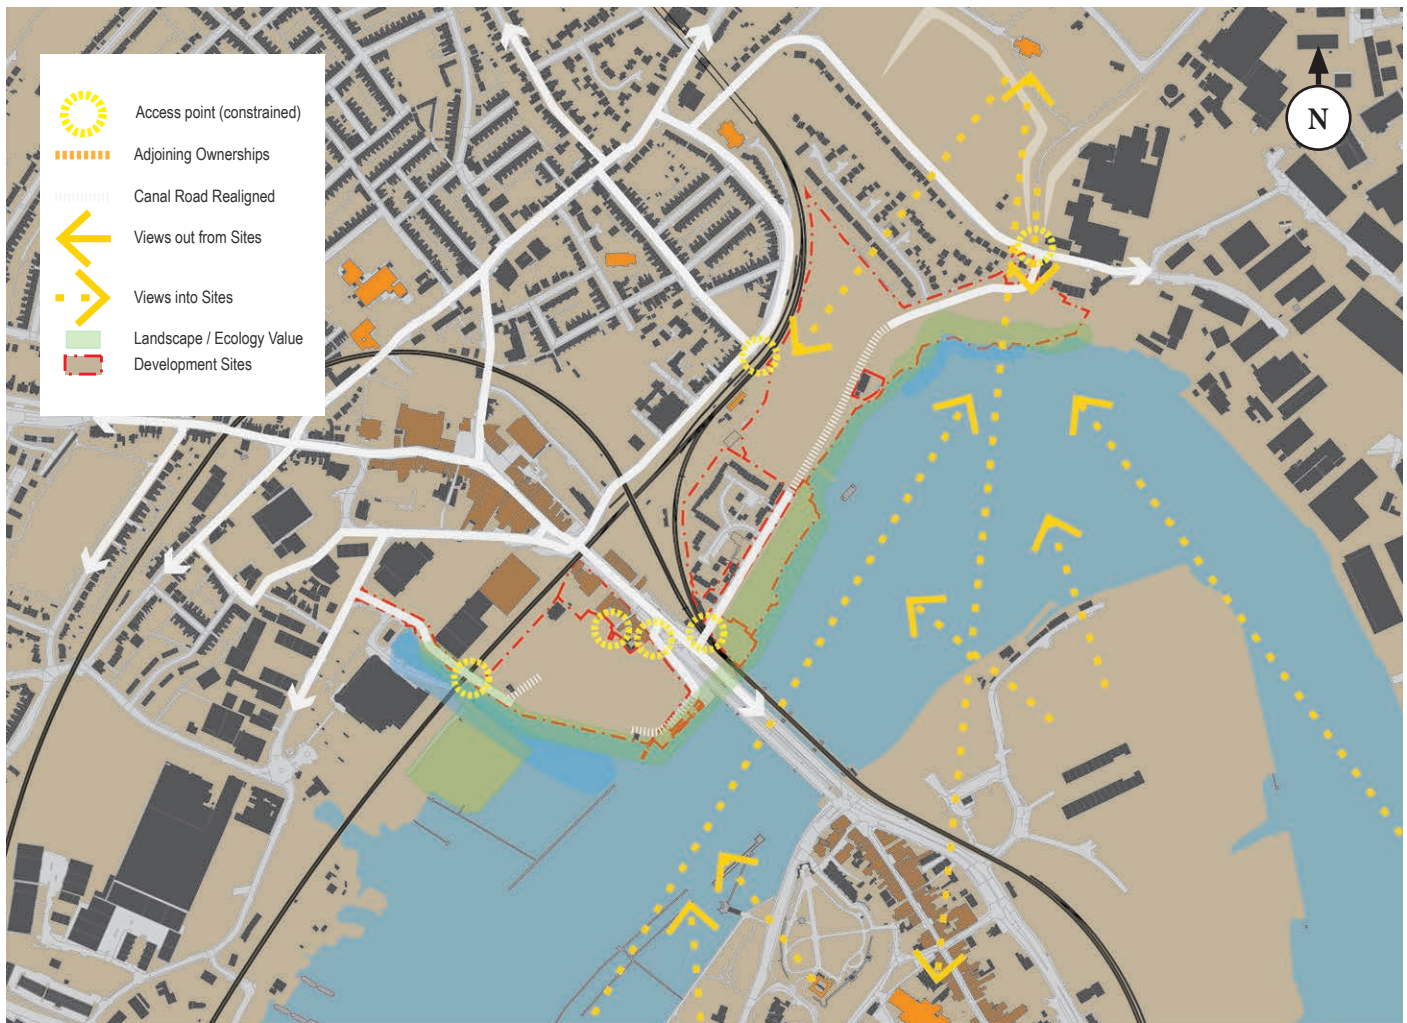 Access point (constrained)
Adjoining Ownerships
Canal Road Realigned
Views out from Sites
Views into Sites
Landscape / Ecology Value
Development Sites
N